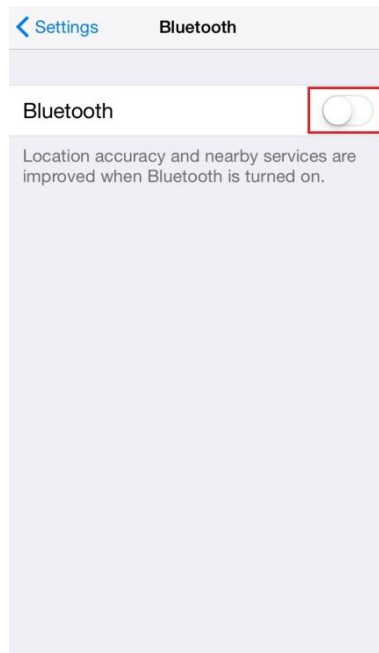 Settings Bluetooth
Bluetooth
Location accuracy and nearby services are
improved when Bluetooth is turned on.